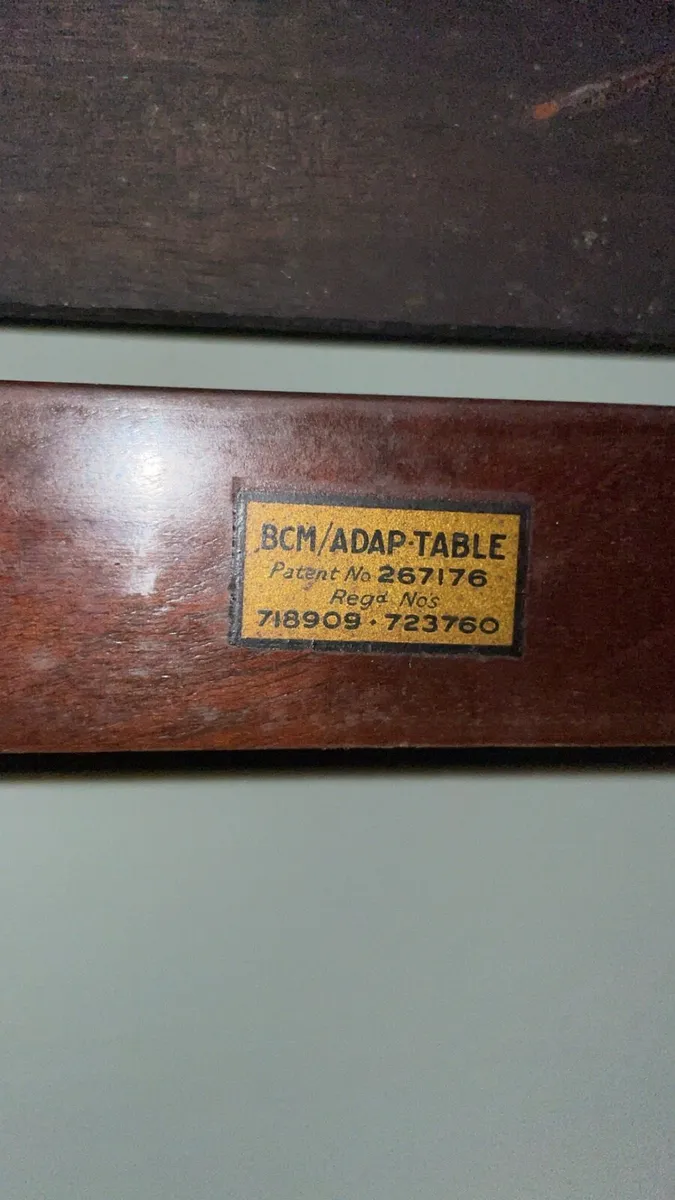 BCM/ADAP·TABLE
Patent No 267176
Regd Nos
718909 · 723760